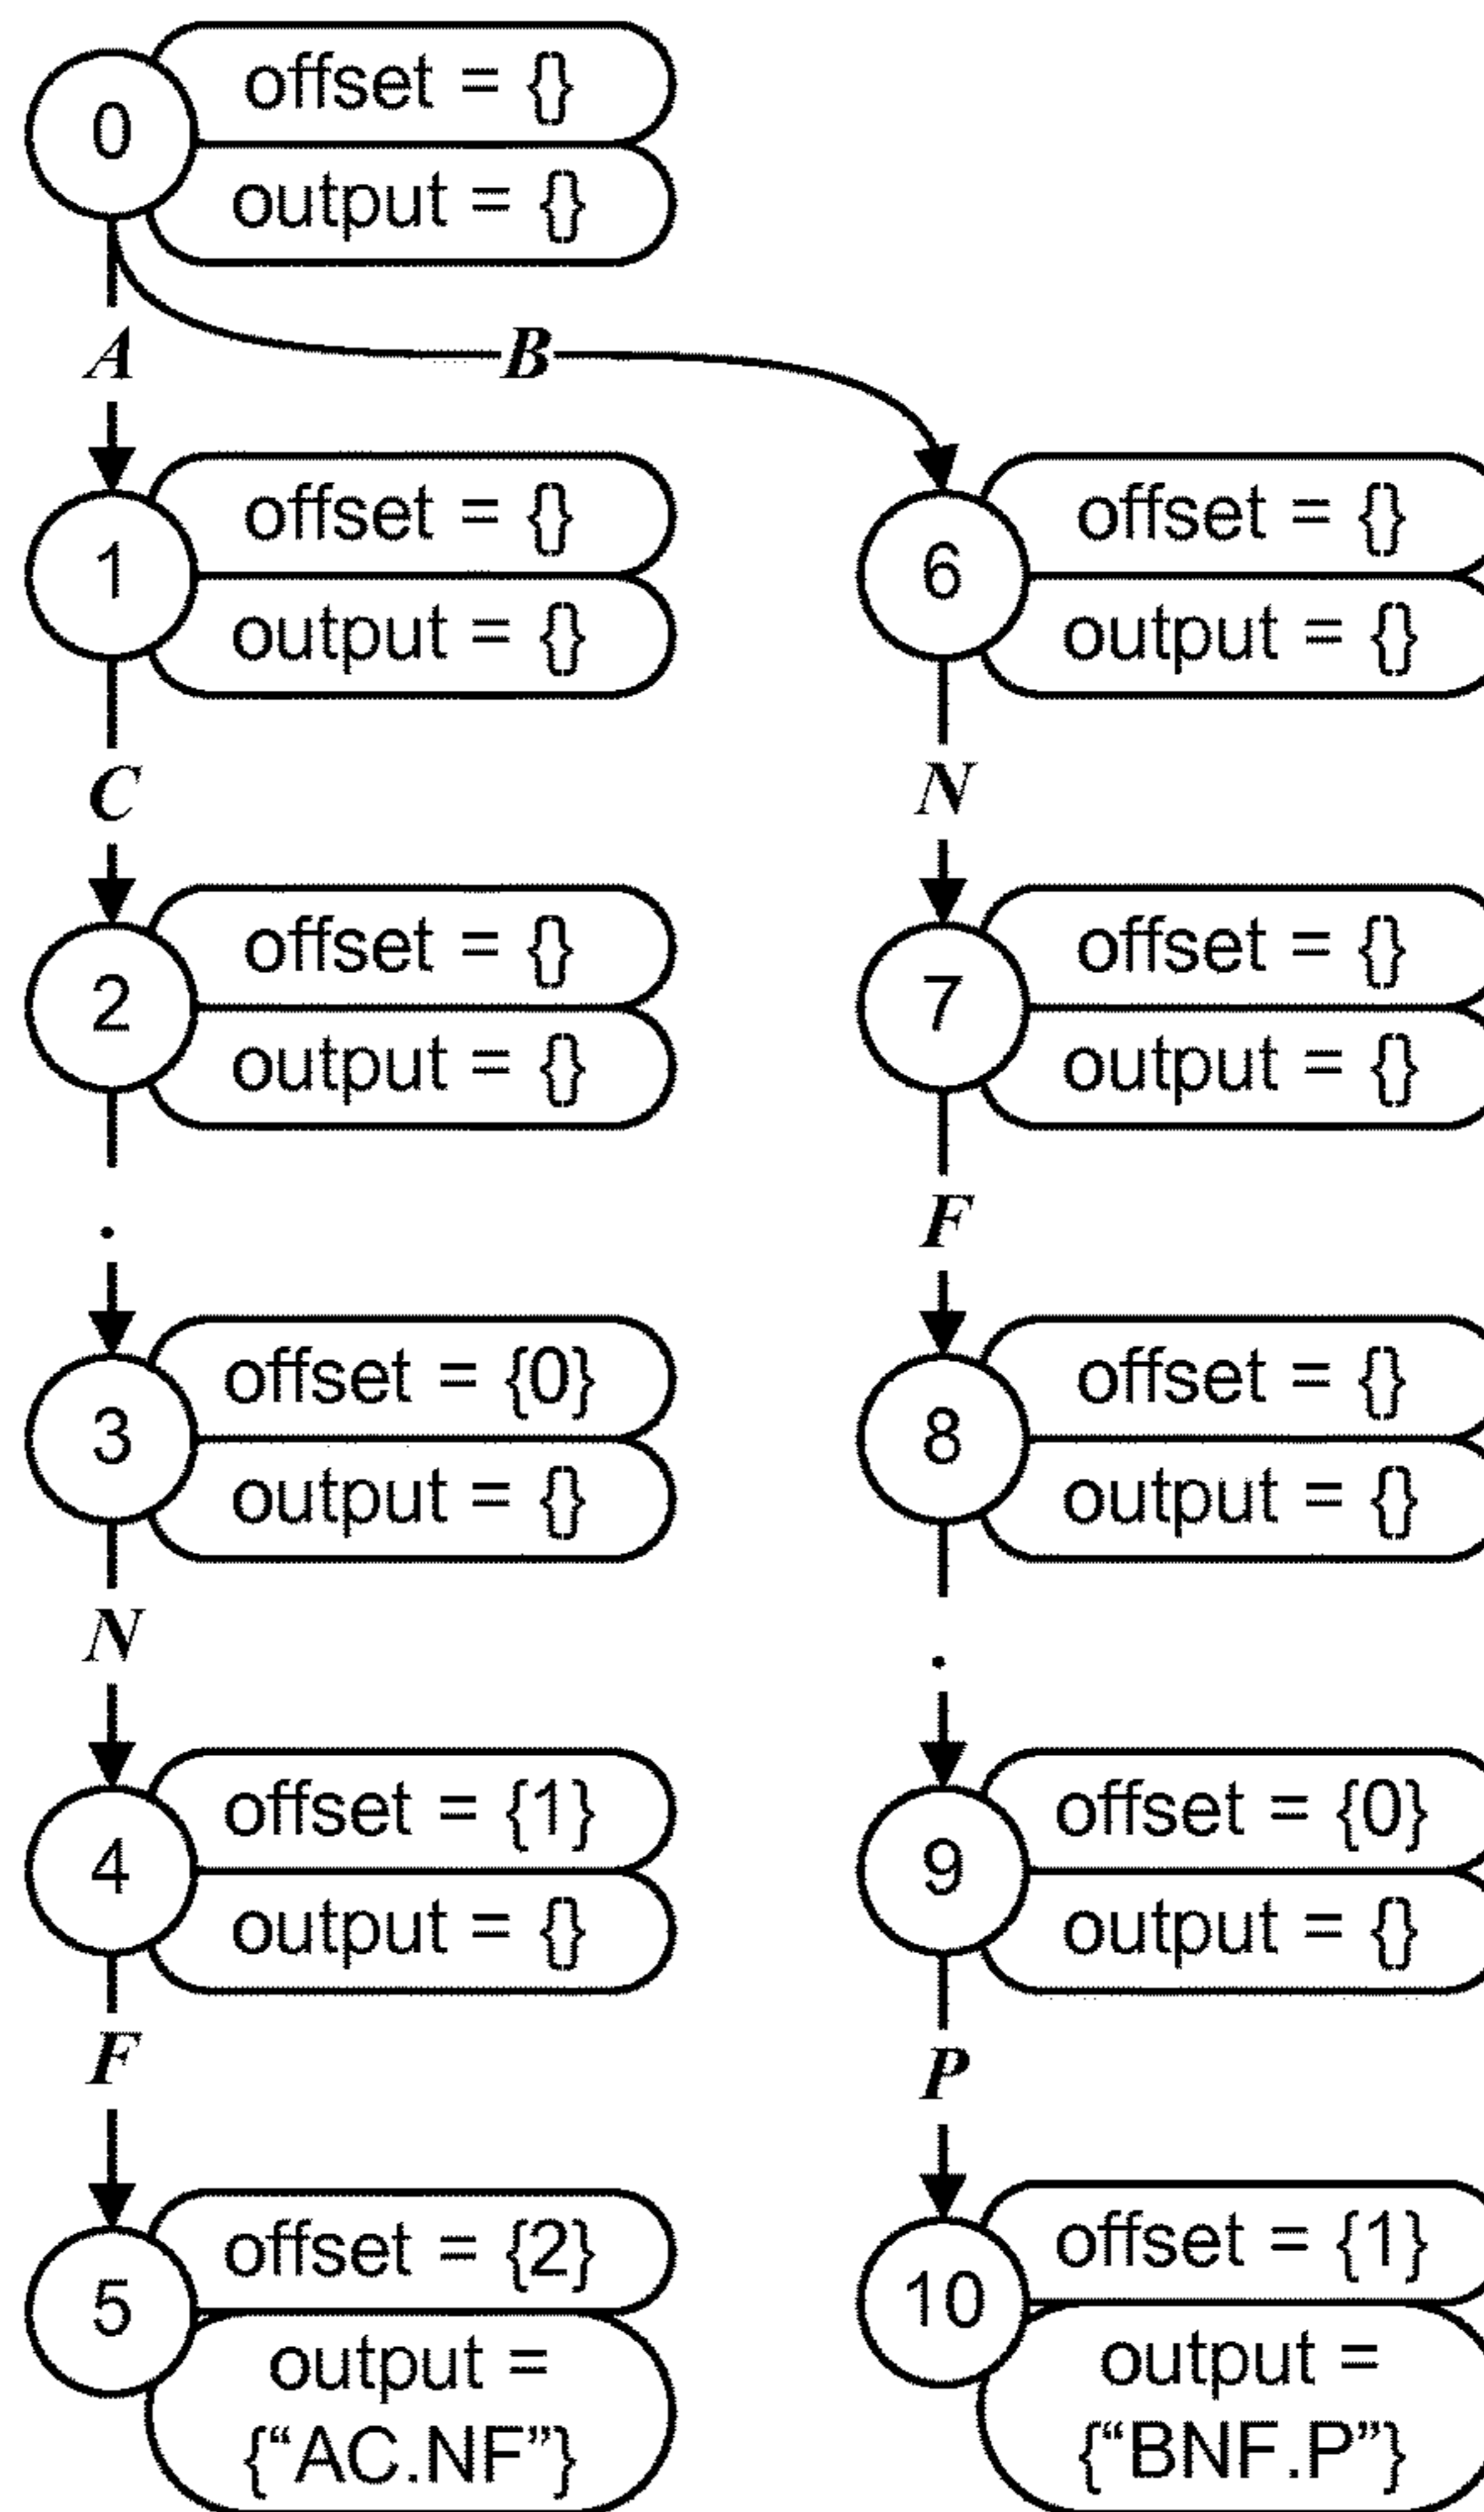 0
offset = {}
output = {}
A
B
1
offset = {}
output = {}
6
offset = {}
output = {}
C
N
2
offset = {}
output = {}
7
offset = {}
output = {}
.
F
3
offset = {0}
output = {}
8
offset = {}
output = {}
N
.
4
offset = {1}
output = {}
9
offset = {0}
output = {}
F
P
5
offset = {2}
output =
{“AC.NF”}
10
offset = {1}
output =
{“BNF.P”}